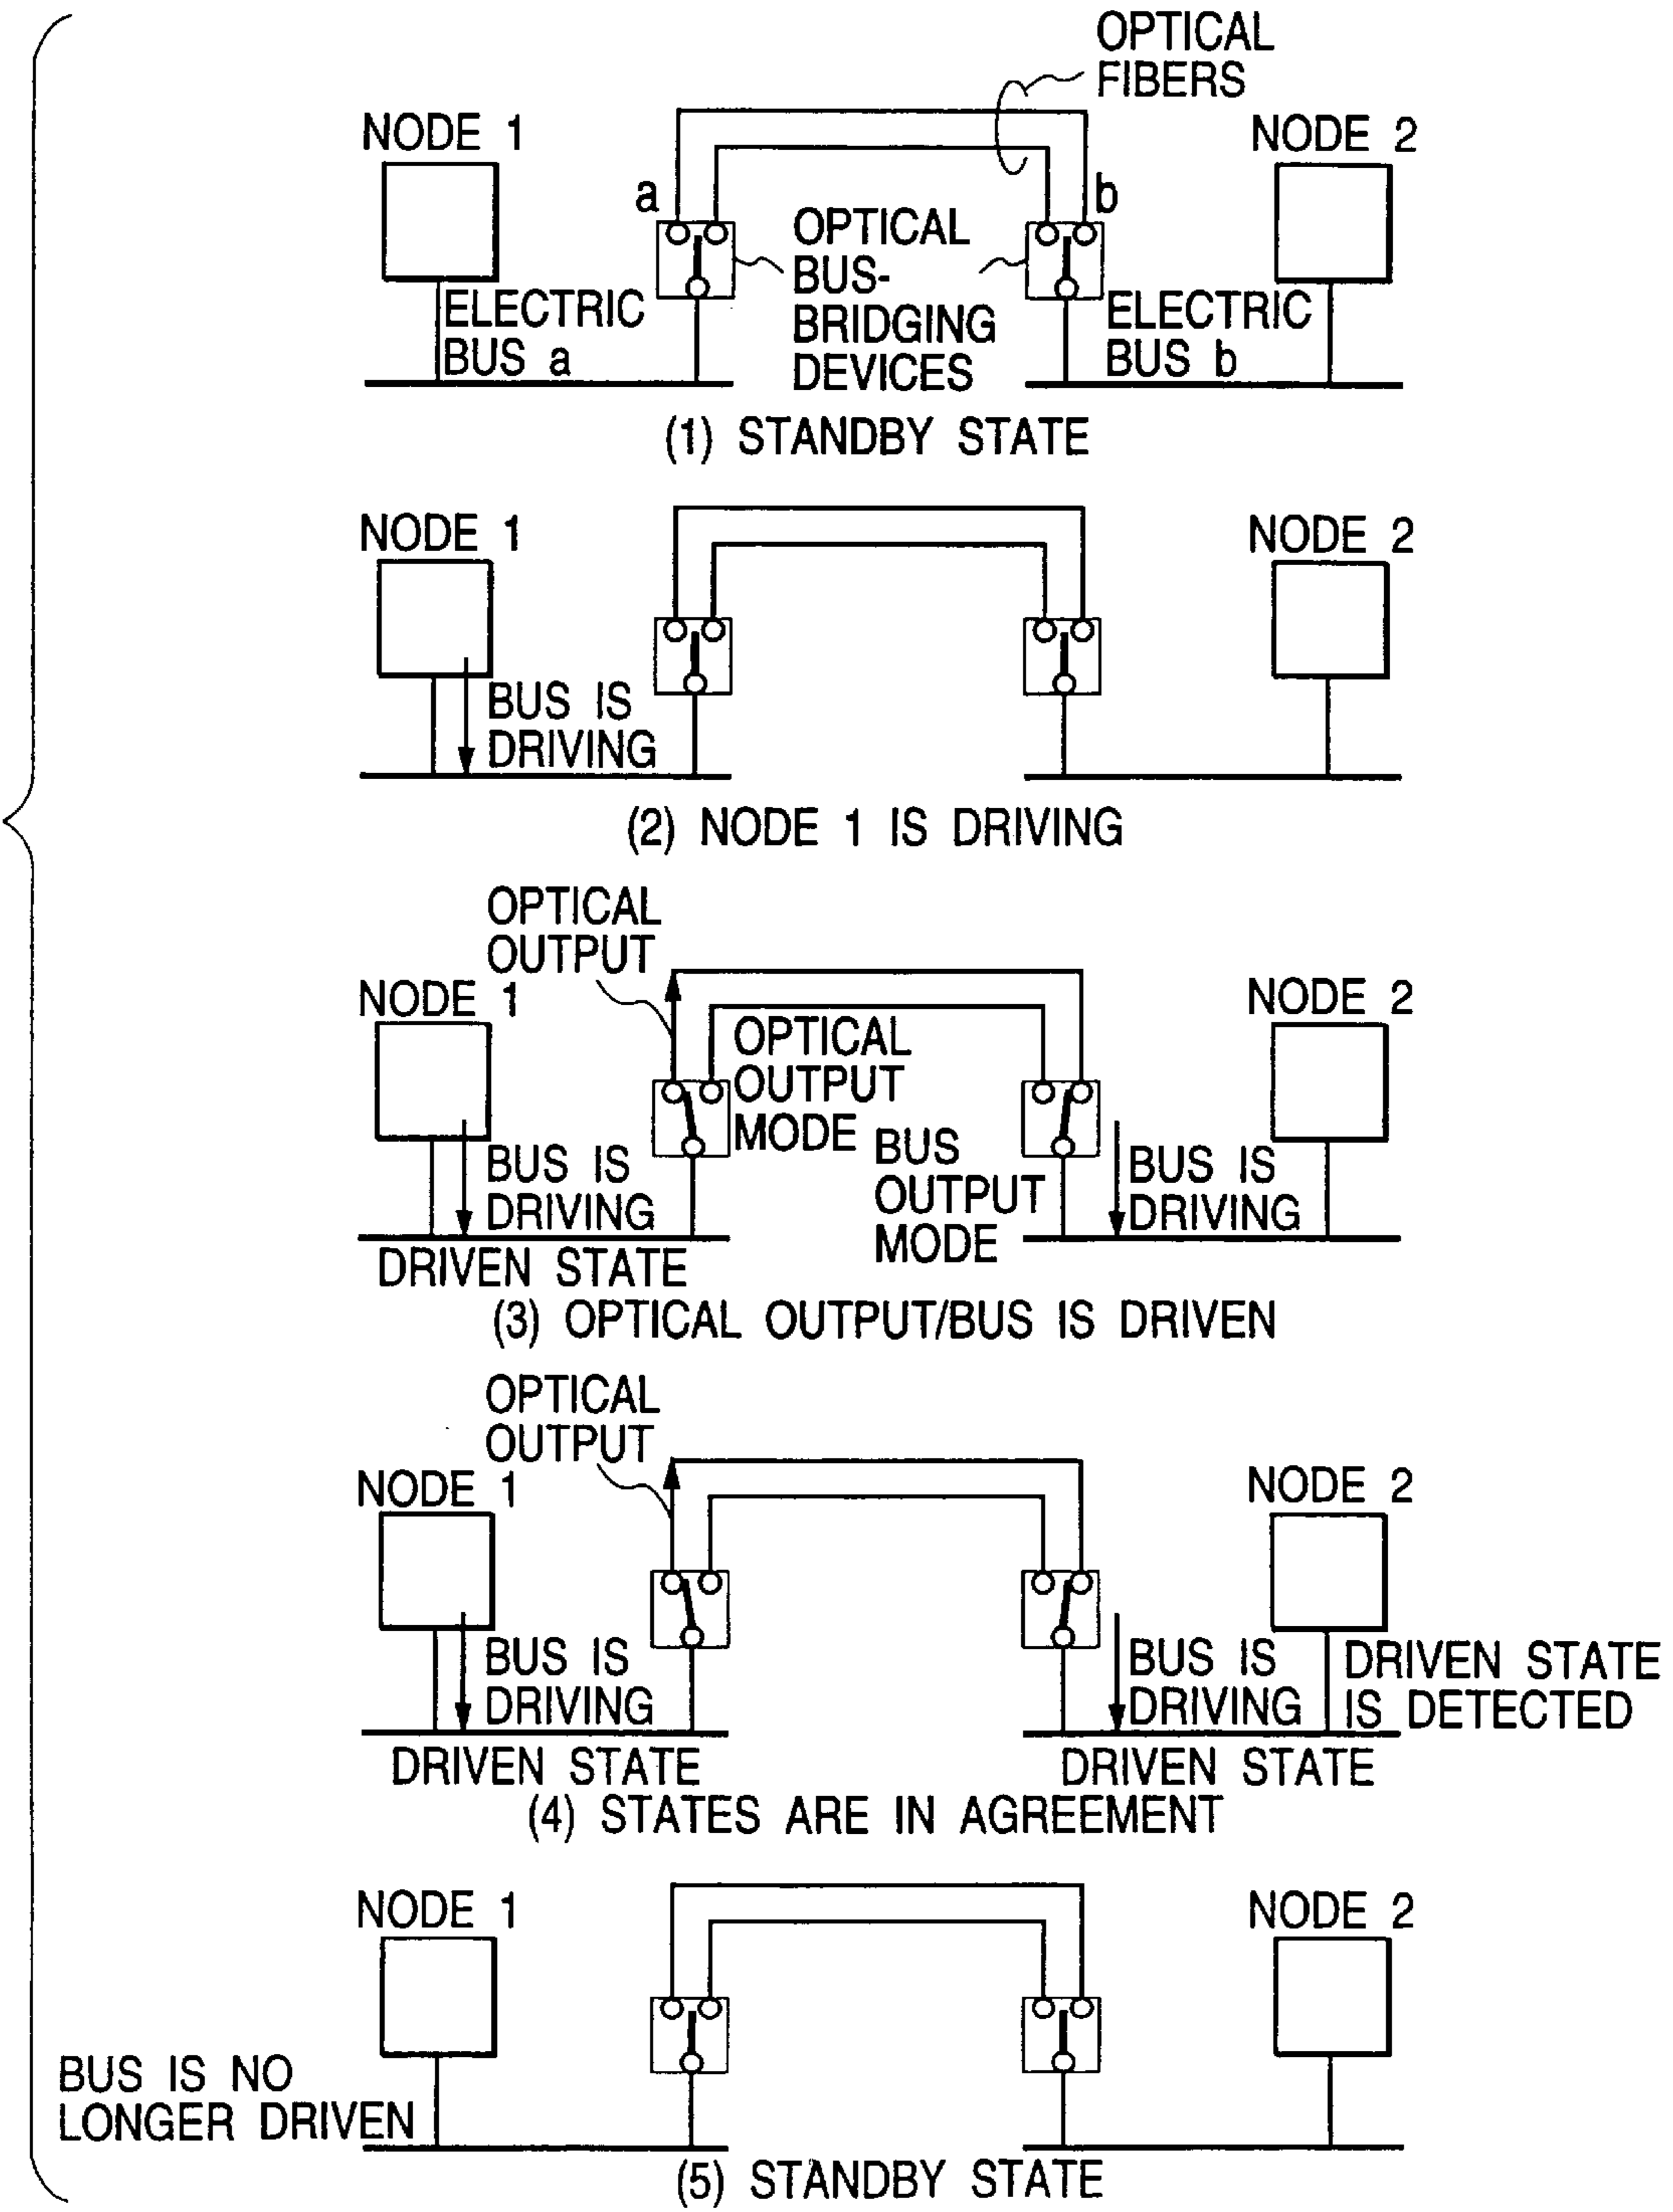 OPTICAL
FIBERS
NODE 1
NODE 2
a
b
OPTICAL
BUS-
BRIDGING
DEVICES
ELECTRIC
BUS a
ELECTRIC
BUS b
(1) STANDBY STATE
NODE 1
NODE 2
BUS IS
DRIVING
(2) NODE 1 IS DRIVING
OPTICAL
OUTPUT
NODE 1
NODE 2
OPTICAL
OUTPUT
MODE
BUS
OUTPUT
MODE
BUS IS
DRIVING
BUS IS
DRIVING
DRIVEN STATE
(3) OPTICAL OUTPUT/BUS IS DRIVEN
OPTICAL
OUTPUT
NODE 1
NODE 2
BUS IS
DRIVING
BUS IS
DRIVING
DRIVEN STATE
IS DETECTED
DRIVEN STATE
DRIVEN STATE
(4) STATES ARE IN AGREEMENT
NODE 1
NODE 2
BUS IS NO
LONGER DRIVEN
(5) STANDBY STATE